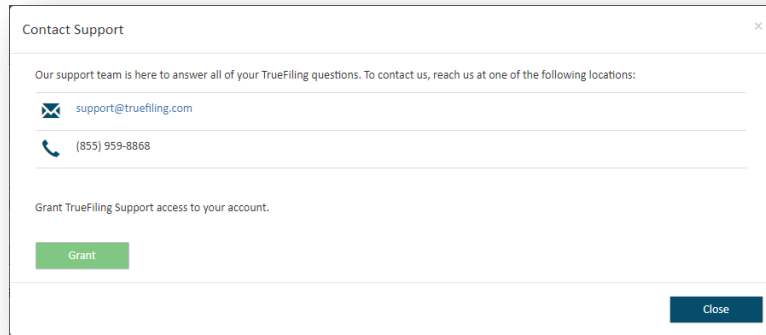 Contact Support
×
Our support team is here to answer all of your TrueFiling questions. To contact us, reach us at one of the following locations:
support@truefiling.com
(855) 959-8868
Grant TrueFiling Support access to your account.
Grant
Close